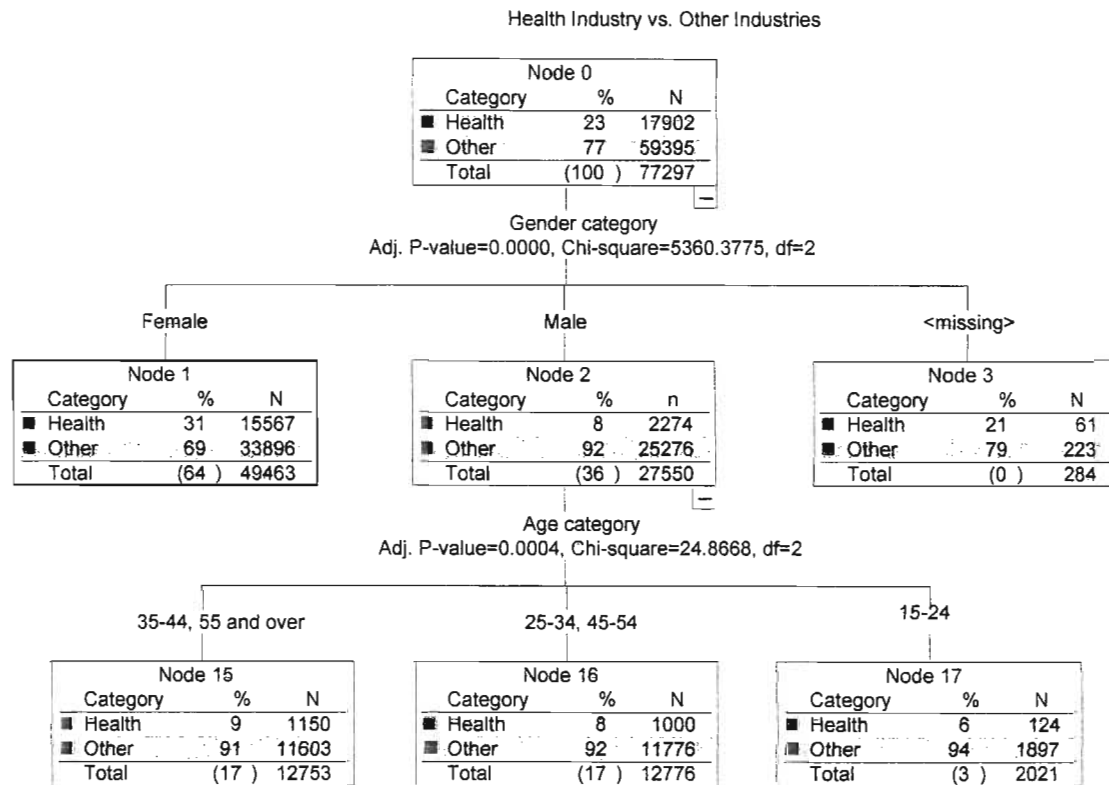 Health Industry vs. Other Industries
Node 0
Category % N
Health 23 17902
Other 77 59395
Total (100 ) 77297
Gender category
Adj. P-value=0.0000, Chi-square=5360.3775, df=2
Female
Male
<missing>
Node 1
Category % N
Health 31 15567
Other 69 33896
Total (64 ) 49463
Node 2
Category % n
Health 8 2274
Other 92 25276
Total (36 ) 27550
Node 3
Category % N
Health 21 61
Other 79 223
Total (0 ) 284
Age category
Adj. P-value=0.0004, Chi-square=24.8668, df=2
35-44, 55 and over
25-34, 45-54
15-24
Node 15
Category % N
Health 9 1150
Other 91 11603
Total (17 ) 12753
Node 16
Category % N
Health 8 1000
Other 92 11776
Total (17 ) 12776
Node 17
Category % N
Health 6 124
Other 94 1897
Total (3 ) 2021